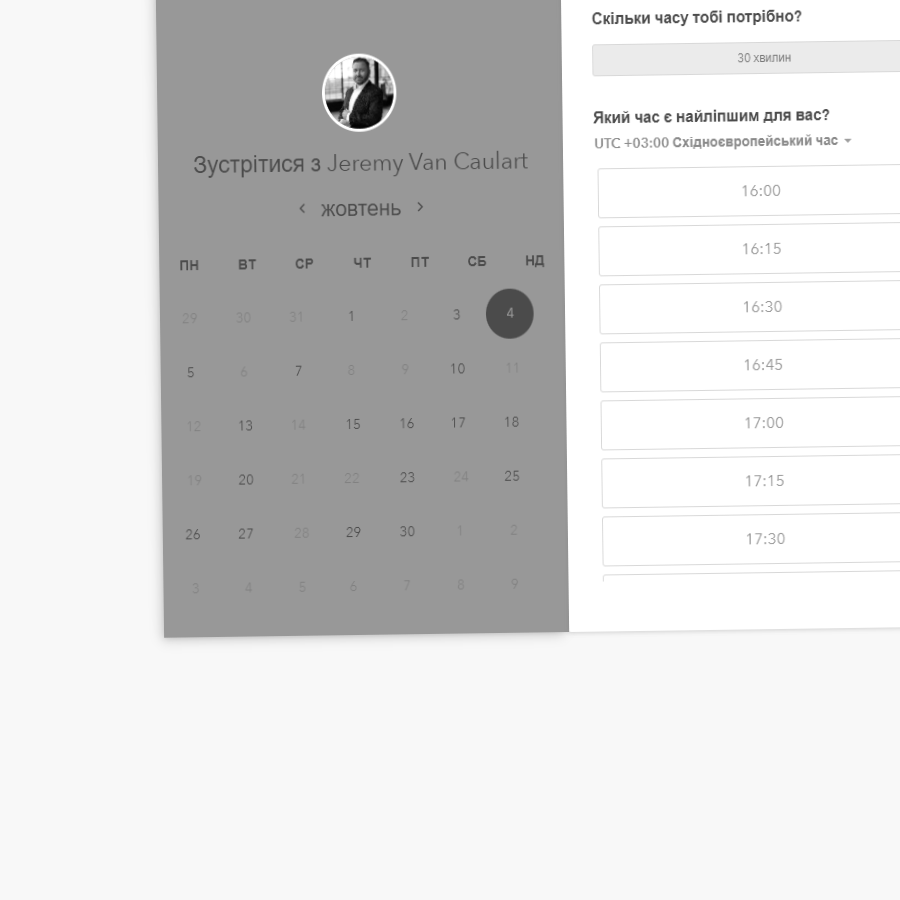 Зустрітися з Jeremy Van Caulart
‹ жовтень ›
ПН ВТ СР ЧТ ПТ СБ НД
29 30 31 1 2 3 4
5 6 7 8 9 10 11
12 13 14 15 16 17 18
19 20 21 22 23 24 25
26 27 28 29 30 1 2
3 4 5 6 7 8 9
Скільки часу тобі потрібно?
30 хвилин
Який час є найліпшим для вас?
UTC +03:00 Східноєвропейський час
16:00
16:15
16:30
16:45
17:00
17:15
17:30